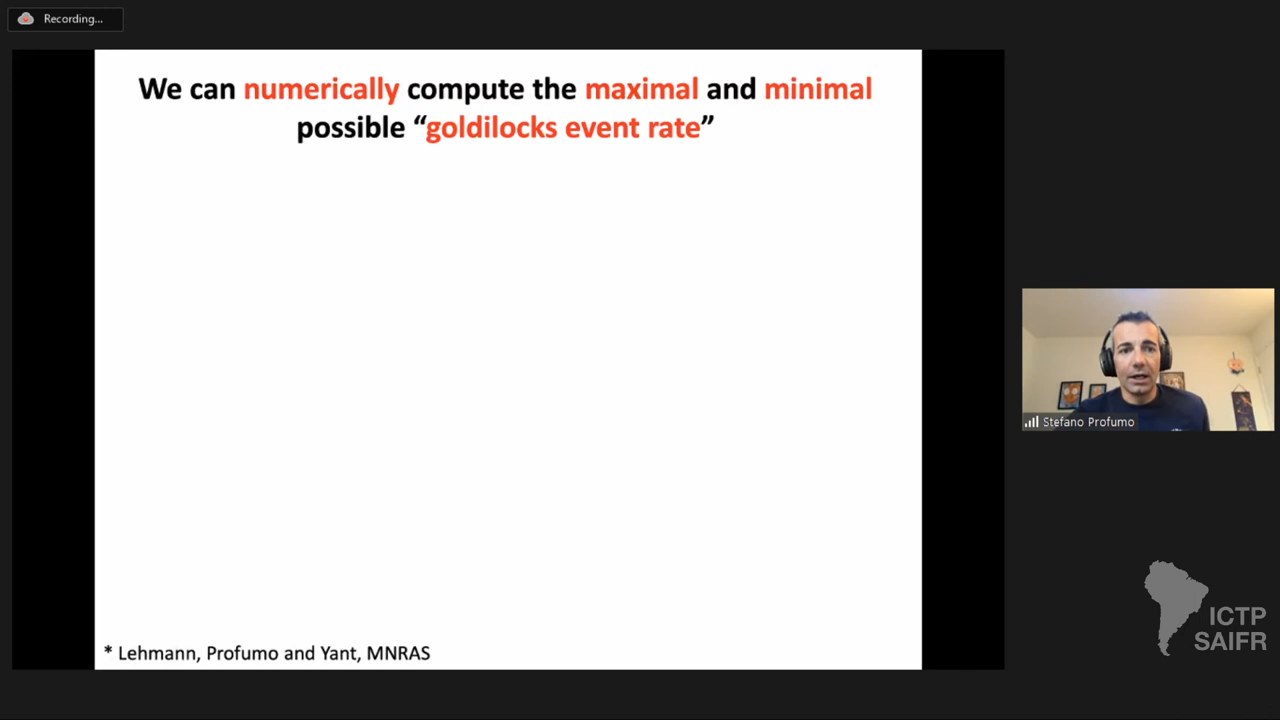 Recording...
We can numerically compute the maximal and minimal
possible “goldilocks event rate”
Stefano Profumo
* Lehmann, Profumo and Yant, MNRAS
ICTP
SAIFR